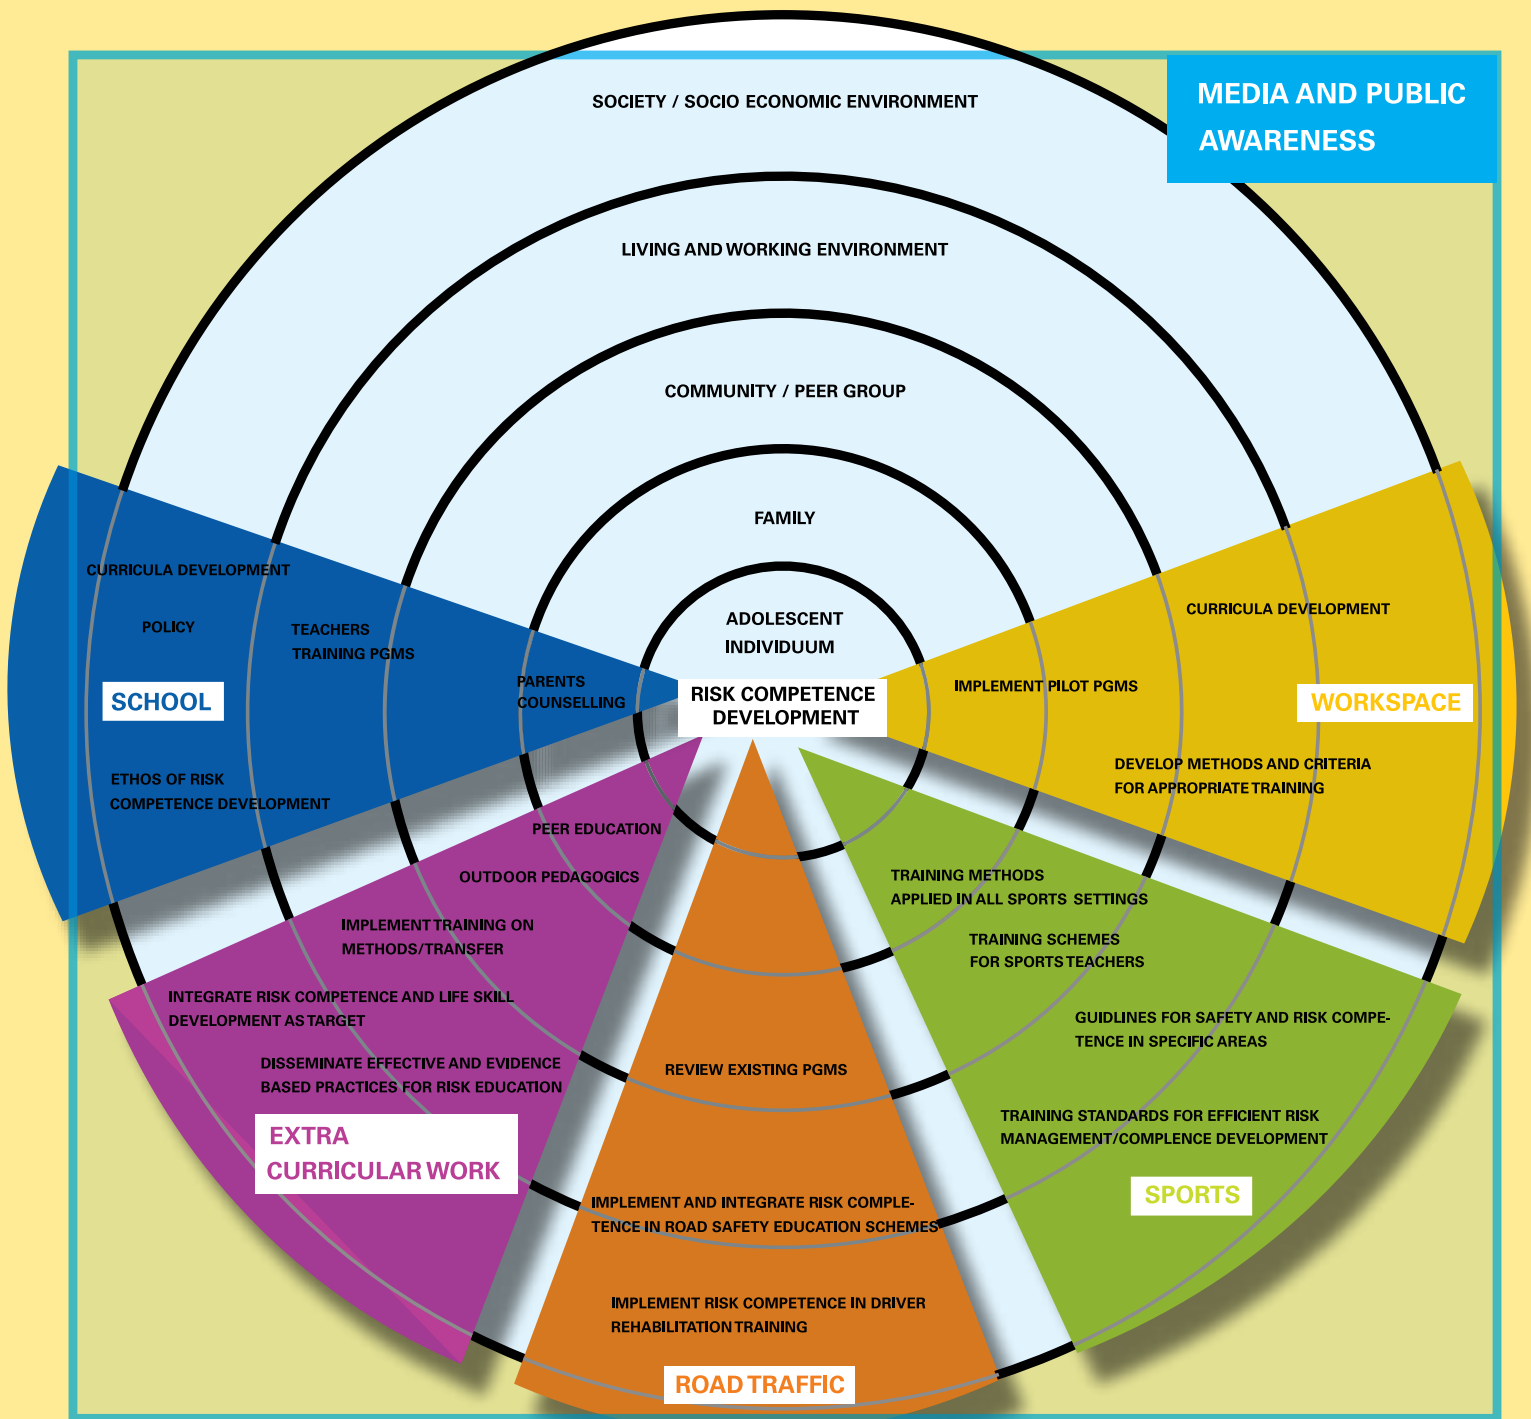 MEDIA AND PUBLIC
AWARENESS
SOCIETY / SOCIO ECONOMIC ENVIRONMENT
LIVING AND WORKING ENVIRONMENT
COMMUNITY / PEER GROUP
FAMILY
ADOLESCENT
INDIVIDUUM
RISK COMPETENCE
DEVELOPMENT
CURRICULA DEVELOPMENT
POLICY
TEACHERS
TRAINING PGMS
PARENTS
COUNSELLING
SCHOOL
ETHOS OF RISK
COMPETENCE DEVELOPMENT
CURRICULA DEVELOPMENT
IMPLEMENT PILOT PGMS
WORKSPACE
DEVELOP METHODS AND CRITERIA
FOR APPROPRIATE TRAINING
PEER EDUCATION
OUTDOOR PEDAGOGICS
IMPLEMENT TRAINING ON
METHODS/TRANSFER
INTEGRATE RISK COMPETENCE AND LIFE SKILL
DEVELOPMENT AS TARGET
DISSEMINATE EFFECTIVE AND EVIDENCE
BASED PRACTICES FOR RISK EDUCATION
EXTRA
CURRICULAR WORK
REVIEW EXISTING PGMS
IMPLEMENT AND INTEGRATE RISK COMPLE-
TENCE IN ROAD SAFETY EDUCATION SCHEMES
IMPLEMENT RISK COMPETENCE IN DRIVER
REHABILITATION TRAINING
ROAD TRAFFIC
TRAINING METHODS
APPLIED IN ALL SPORTS SETTINGS
TRAINING SCHEMES
FOR SPORTS TEACHERS
GUIDLINES FOR SAFETY AND RISK COMPE-
TENCE IN SPECIFIC AREAS
TRAINING STANDARDS FOR EFFICIENT RISK
MANAGEMENT/COMPLENCE DEVELOPMENT
SPORTS